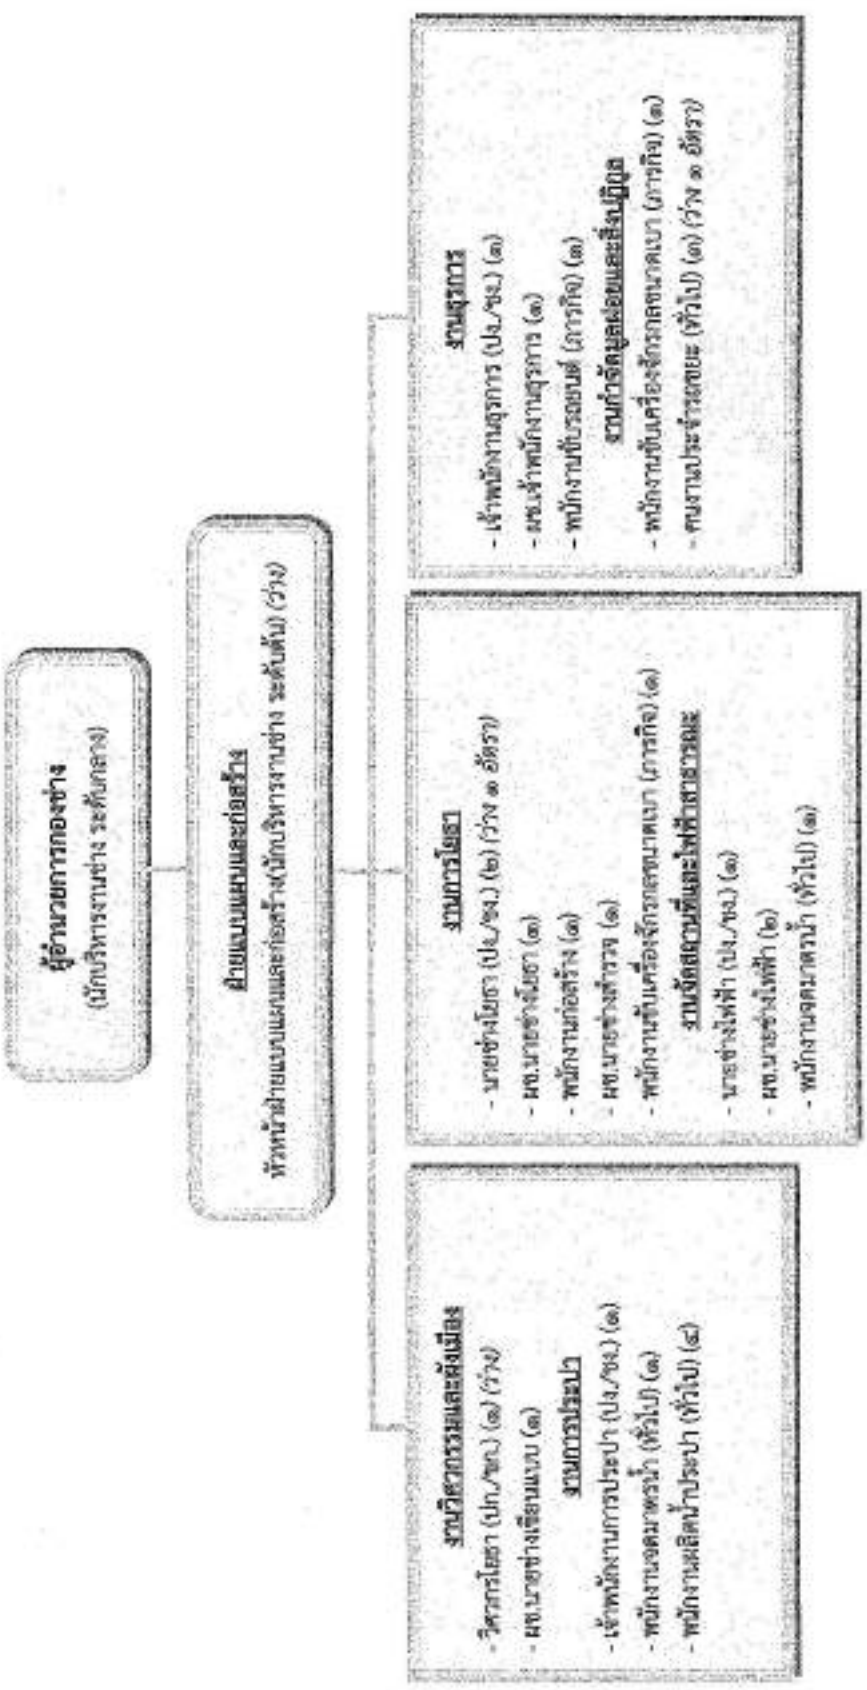 ผู้อำนวยการกองช่าง
(นักบริหารงานช่าง ระดับกลาง)
ฝ่ายแบบแผนและก่อสร้าง
หัวหน้าฝ่ายแบบแผนและก่อสร้าง(นักบริหารงานช่าง ระดับต้น) (ว่าง)
งานวิศวกรรมและผังเมือง
- วิศวกรโยธา (ปก./ชก.) (๑) (ว่าง)
- ผช.นายช่างเขียนแบบ (๑)
งานการประปา
- เจ้าพนักงานการประปา (ปง./ชง.) (๑)
- พนักงานจดมาตรน้ำ (ทั่วไป) (๑)
- พนักงานผลิตน้ำประปา (ทั่วไป) (๔)
งานการโยธา
- นายช่างโยธา (ปง./ชง.) (๒) (ว่าง ๑ อัตรา)
- ผช.นายช่างโยธา (๑)
- พนักงานก่อสร้าง (๑)
- ผช.นายช่างสำรวจ (๑)
- พนักงานขับเครื่องจักรกลขนาดเบา (ภารกิจ) (๑)
งานจัดสถานที่และไฟฟ้าสาธารณะ
- นายช่างไฟฟ้า (ปง./ชง.) (๑)
- ผช.นายช่างไฟฟ้า (๒)
- พนักงานจดมาตรน้ำ (ทั่วไป) (๑)
งานธุรการ
- เจ้าพนักงานธุรการ (ปง./ชง.) (๑)
- ผช.เจ้าพนักงานธุรการ (๑)
- พนักงานขับรถยนต์ (ภารกิจ) (๑)
งานกำจัดมูลฝอยและสิ่งปฏิกูล
- พนักงานขับเครื่องจักรกลขนาดเบา (ภารกิจ) (๑)
- คนงานประจำรถขยะ (ทั่วไป) (๓) (ว่าง ๑ อัตรา)